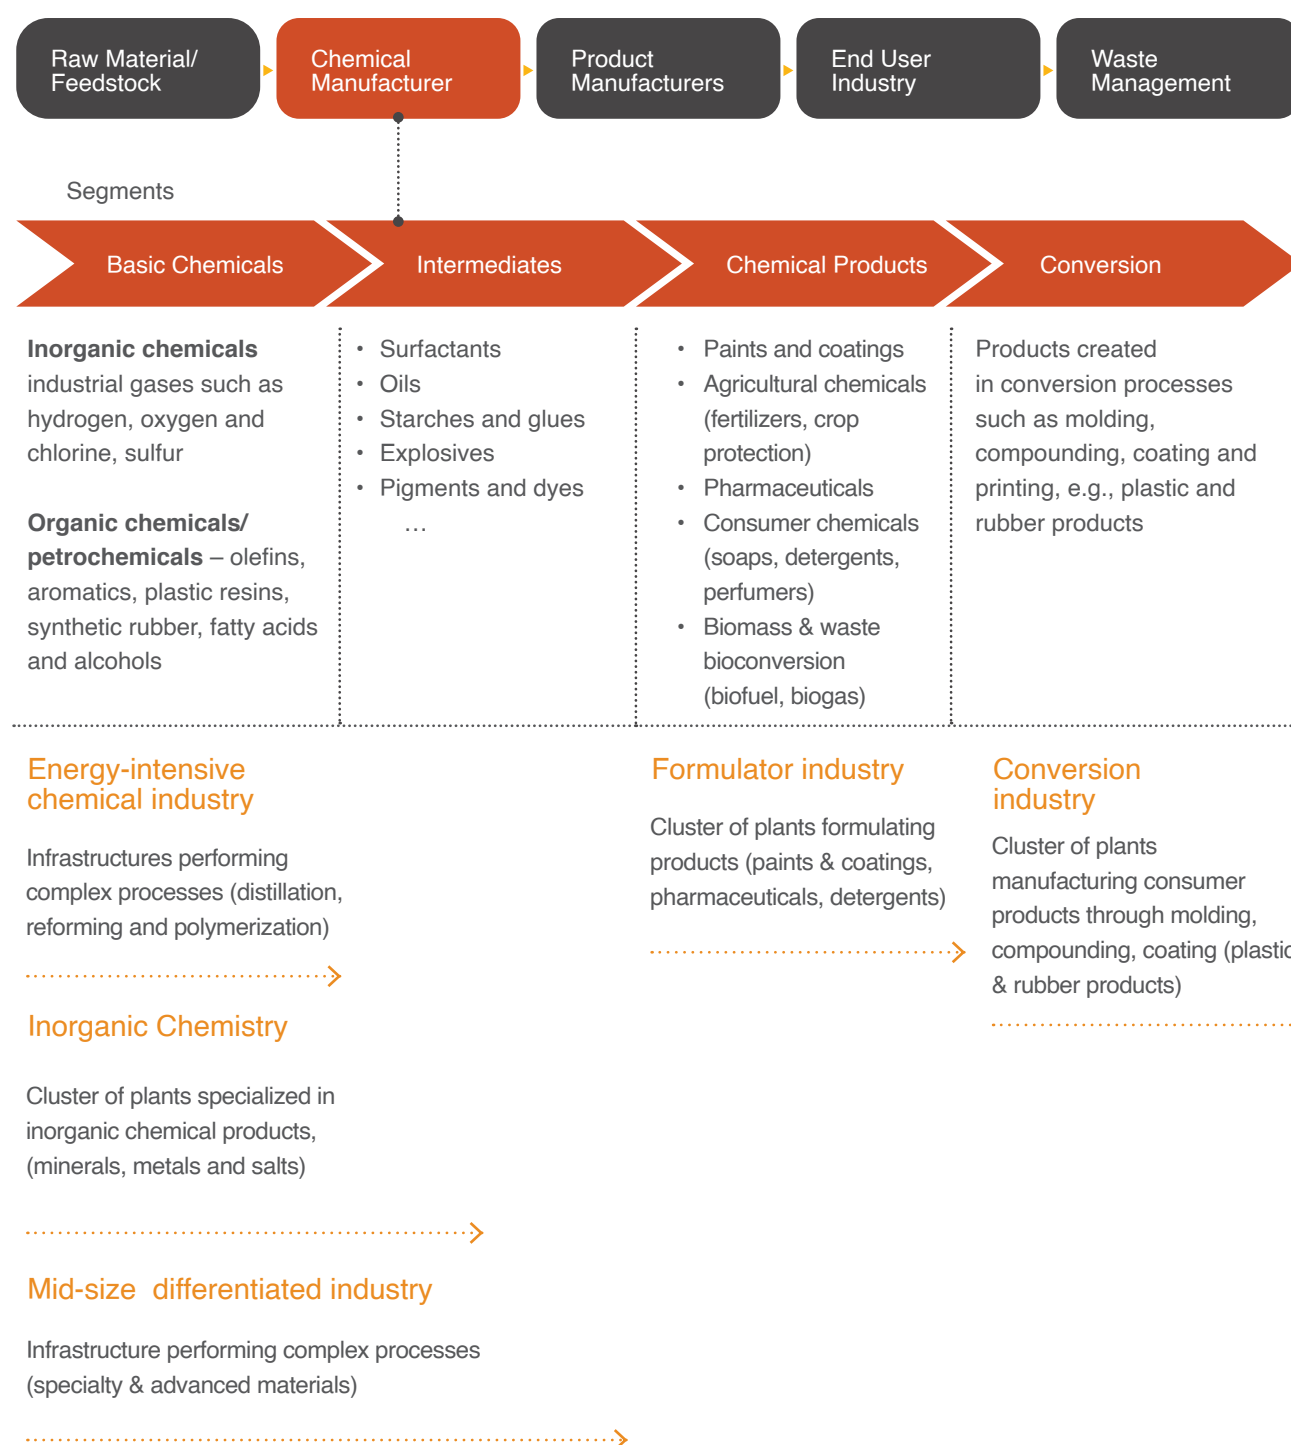 Raw Material/
Feedstock
Chemical
Manufacturer
Product
Manufacturers
End User
Industry
Waste
Management
Segments
Basic Chemicals
Intermediates
Chemical Products
Conversion
Inorganic chemicals
industrial gases such as
hydrogen, oxygen and
chlorine, sulfur
Organic chemicals/
petrochemicals – olefins,
aromatics, plastic resins,
synthetic rubber, fatty acids
and alcohols
• Surfactants
• Oils
• Starches and glues
• Explosives
• Pigments and dyes
…
• Paints and coatings
• Agricultural chemicals
(fertilizers, crop
protection)
• Pharmaceuticals
• Consumer chemicals
(soaps, detergents,
perfumers)
• Biomass & waste
bioconversion
(biofuel, biogas)
Products created
in conversion processes
such as molding,
compounding, coating and
printing, e.g., plastic and
rubber products
Energy-intensive
chemical industry
Infrastructures performing
complex processes (distillation,
reforming and polymerization)
Inorganic Chemistry
Cluster of plants specialized in
inorganic chemical products,
(minerals, metals and salts)
Mid-size differentiated industry
Infrastructure performing complex processes
(specialty & advanced materials)
Formulator industry
Cluster of plants formulating
products (paints & coatings,
pharmaceuticals, detergents)
Conversion
industry
Cluster of plants
manufacturing consumer
products through molding,
compounding, coating (plastic
& rubber products)